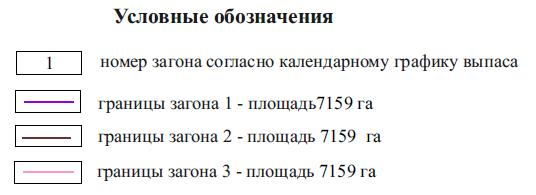 Условные обозначения
1 номер загона согласно календарному графику выпаса
границы загона 1 - площадь7159 га
границы загона 2 - площадь 7159 га
границы загона 3 - площадь 7159 га